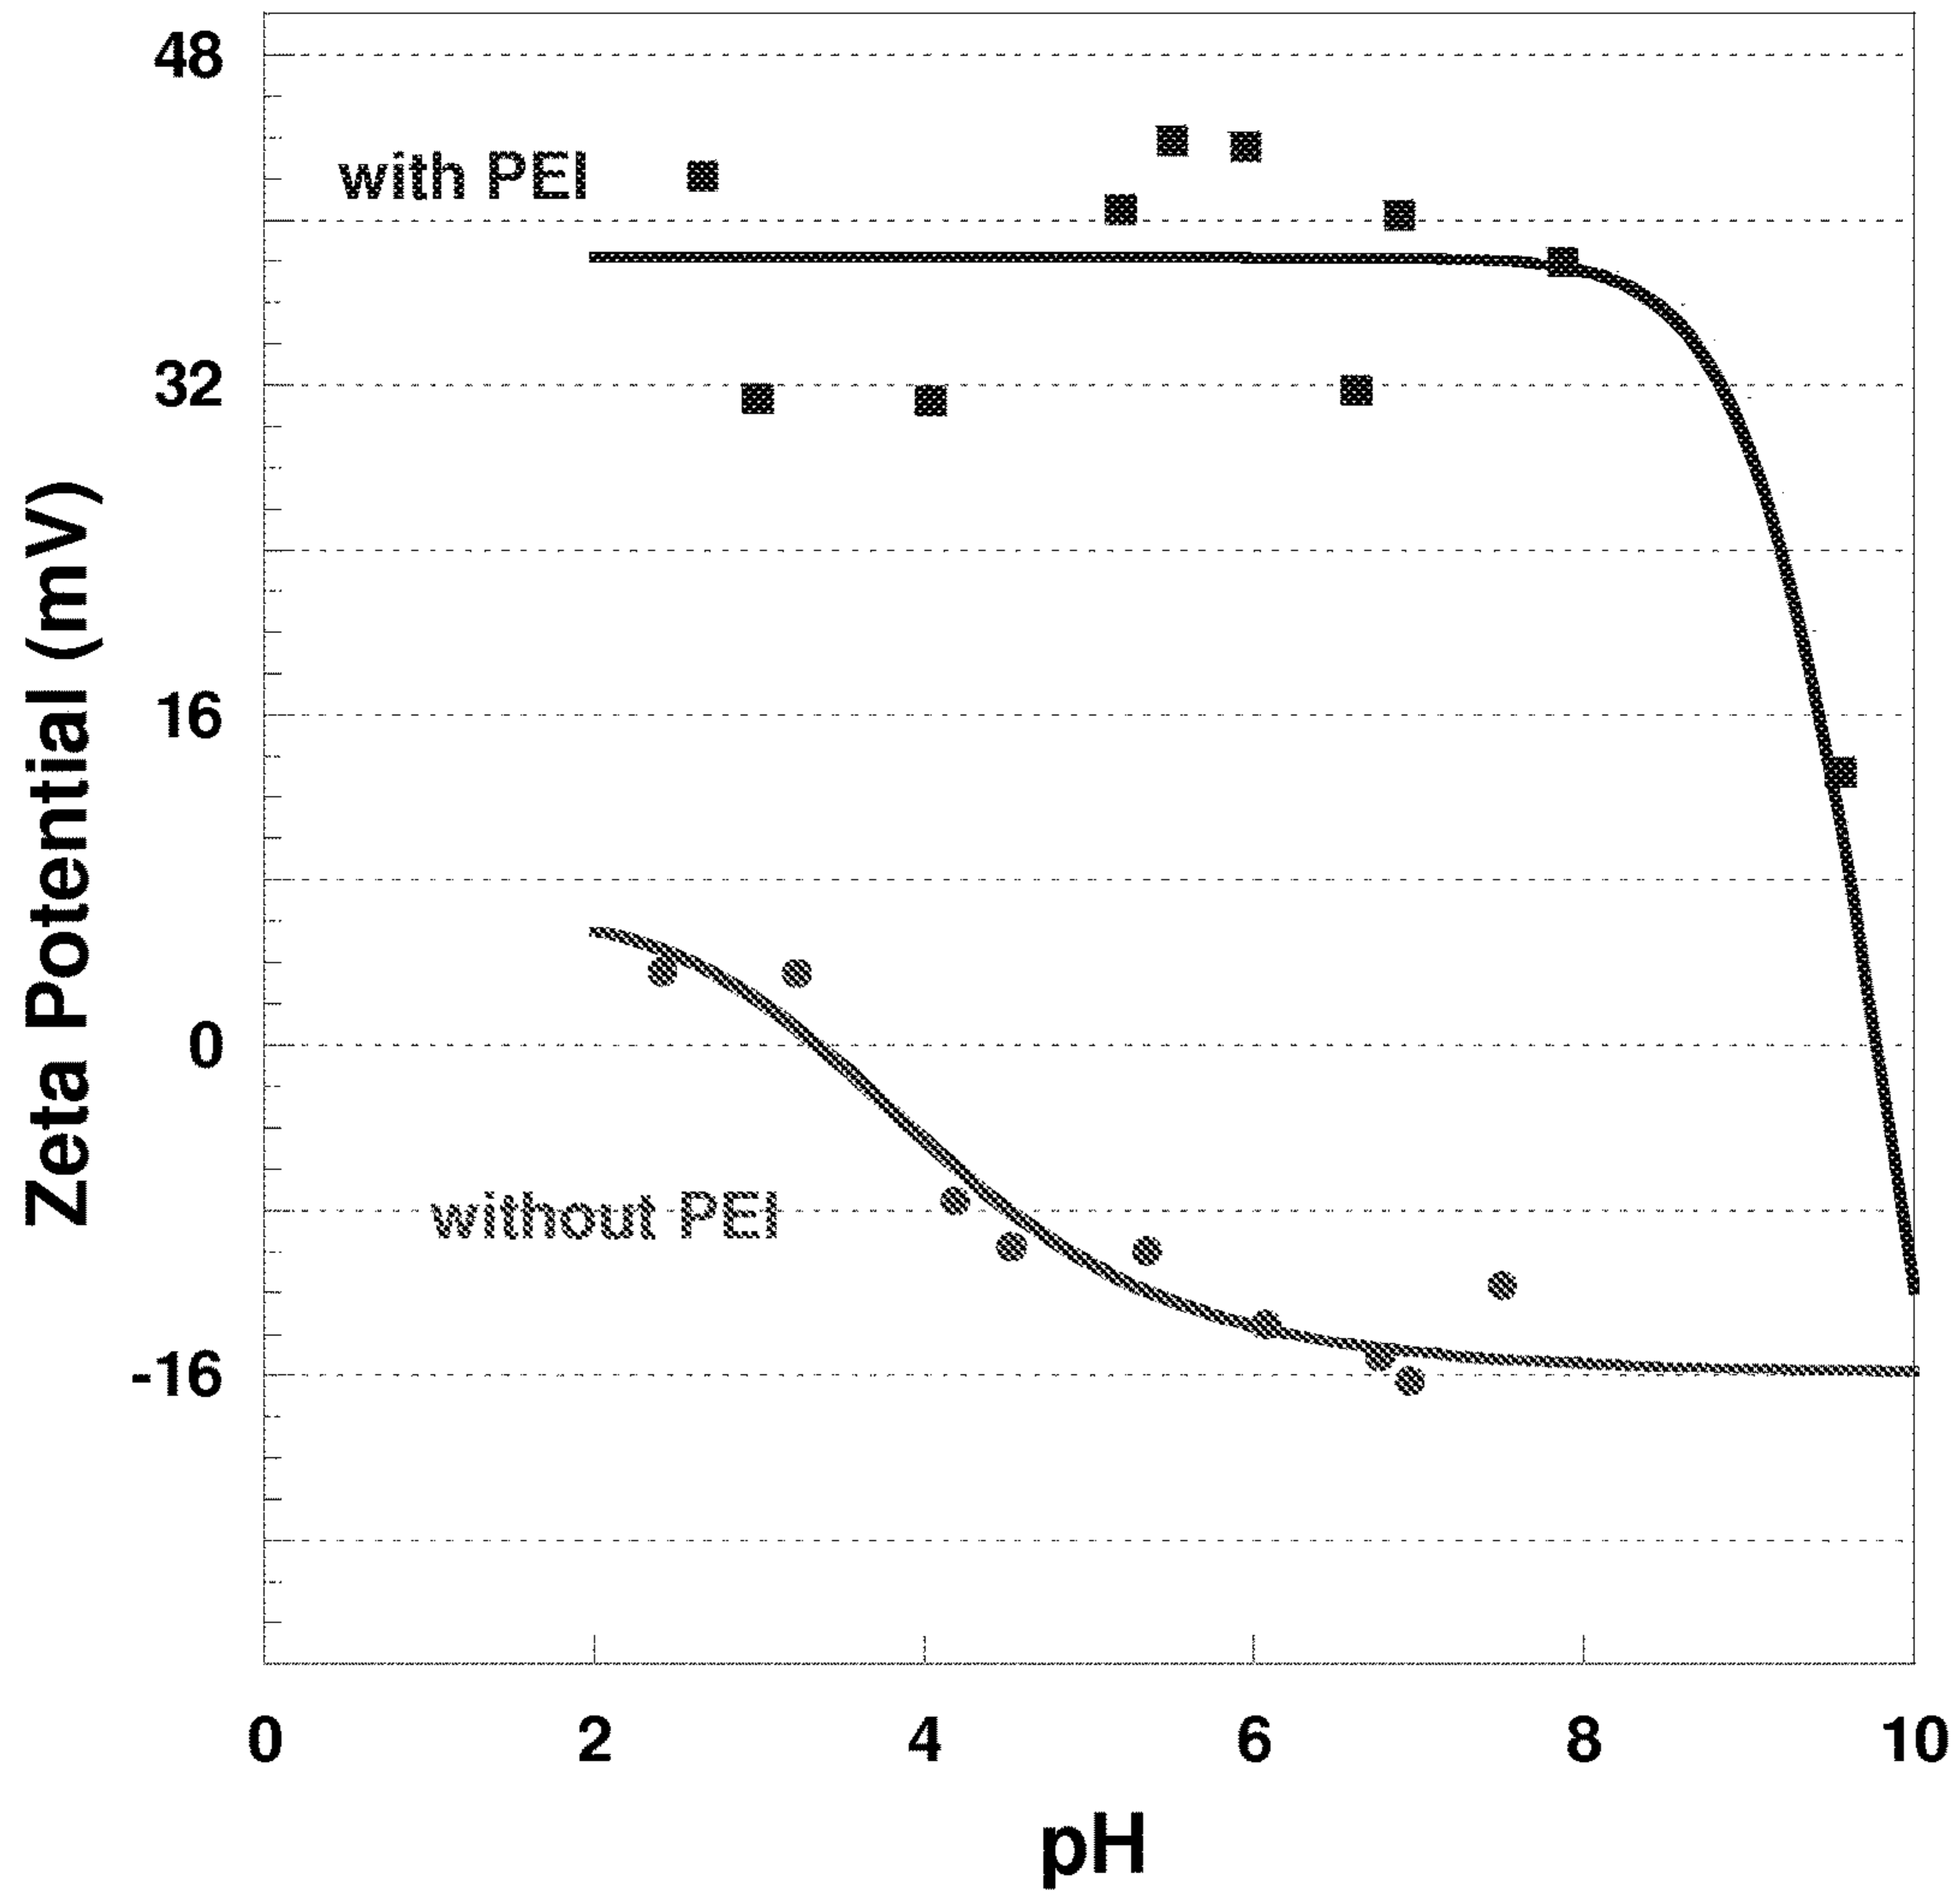 48
with PEI
32
16
0
without PEI
-16
Zeta Potential (mV)
0 2 4 6 8 10
pH